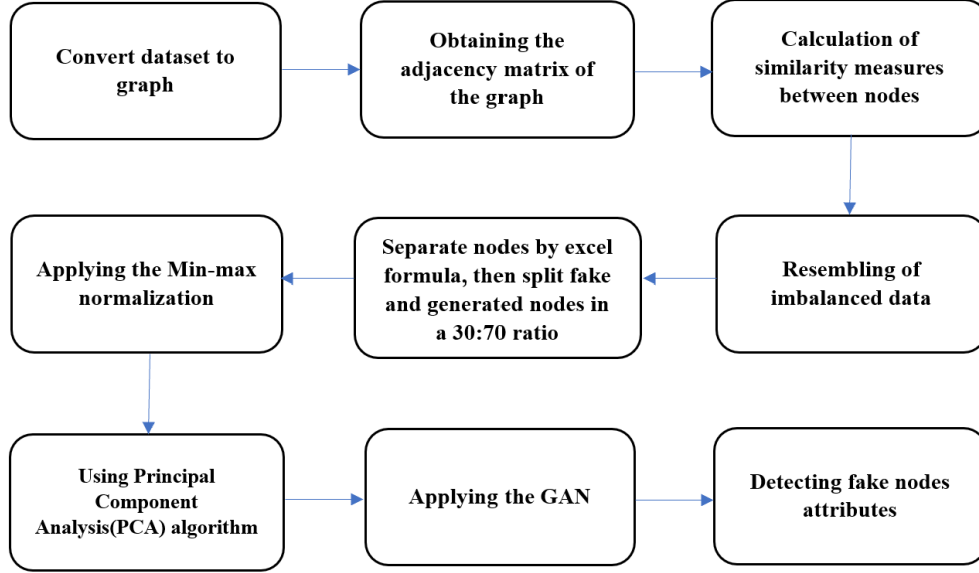 Convert dataset to
graph
Obtaining the
adjacency matrix of
the graph
Calculation of
similarity measures
between nodes
Resembling of
imbalanced data
Separate nodes by excel
formula, then split fake
and generated nodes in
a 30:70 ratio
Applying the Min-max
normalization
Using Principal
Component
Analysis(PCA) algorithm
Applying the GAN
Detecting fake nodes
attributes